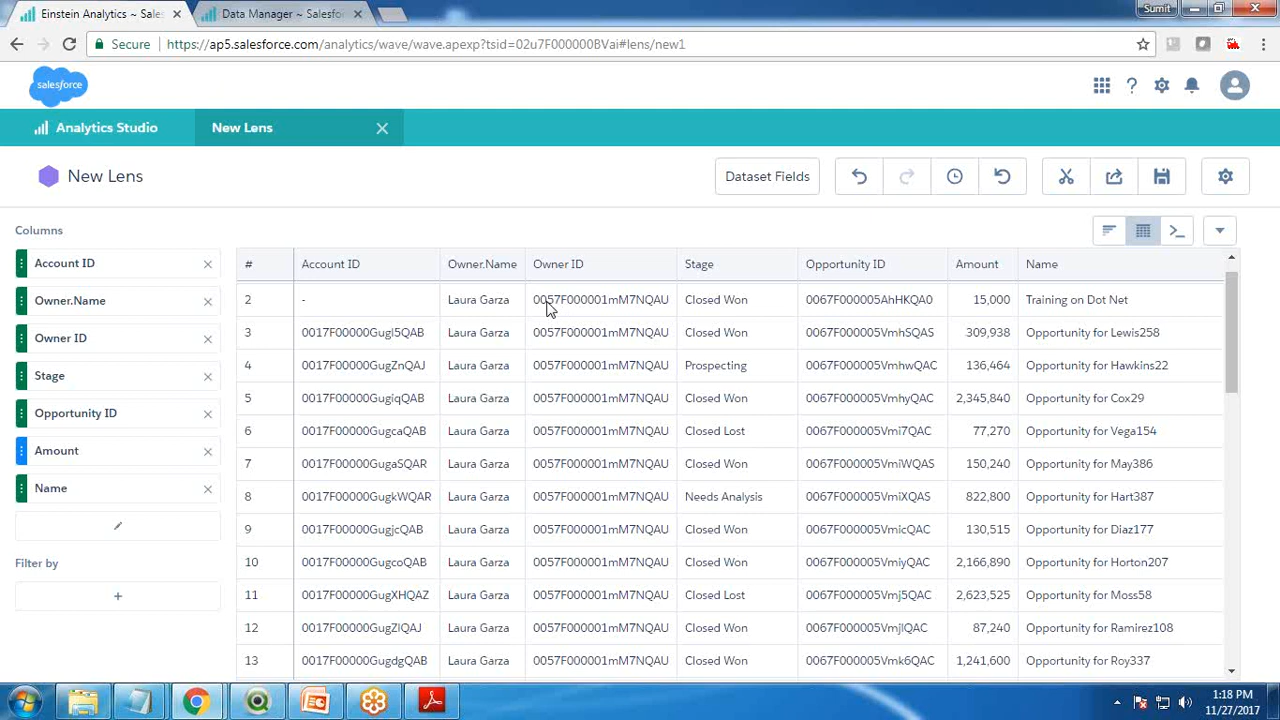 Einstein Analytics ~ Sales
Data Manager ~ Salesfo
Sumit
Secure
https://ap5.salesforce.com/analytics/wave/wave.apexp?tsid=02u7F000000BVai#lens/new1
salesforce
Analytics Studio
New Lens
New Lens
Dataset Fields
Columns
Account ID
Owner.Name
Owner ID
Stage
Opportunity ID
Amount
Name
Filter by
# Account ID Owner.Name Owner ID Stage Opportunity ID Amount Name
2 - Laura Garza 0057F000001mM7NQAU Closed Won 0067F000005AhHKQA0 15,000 Training on Dot Net
3 0017F00000Gugl5QAB Laura Garza 0057F000001mM7NQAU Closed Won 0067F000005VmhSQAS 309,938 Opportunity for Lewis258
4 0017F00000GugZnQAJ Laura Garza 0057F000001mM7NQAU Prospecting 0067F000005VmhwQAC 136,464 Opportunity for Hawkins22
5 0017F00000GugiqQAB Laura Garza 0057F000001mM7NQAU Closed Won 0067F000005VmhyQAC 2,345,840 Opportunity for Cox29
6 0017F00000GugcaQAB Laura Garza 0057F000001mM7NQAU Closed Lost 0067F000005Vmi7QAC 77,270 Opportunity for Vega154
7 0017F00000GugaSQAR Laura Garza 0057F000001mM7NQAU Closed Won 0067F000005VmiWQAS 150,240 Opportunity for May386
8 0017F00000GugkWQAR Laura Garza 0057F000001mM7NQAU Needs Analysis 0067F000005VmiXQAS 822,800 Opportunity for Hart387
9 0017F00000GugjcQAB Laura Garza 0057F000001mM7NQAU Closed Won 0067F000005VmicQAC 130,515 Opportunity for Diaz177
10 0017F00000GugcoQAB Laura Garza 0057F000001mM7NQAU Closed Won 0067F000005VmiyQAC 2,166,890 Opportunity for Horton207
11 0017F00000GugXHQAZ Laura Garza 0057F000001mM7NQAU Closed Lost 0067F000005Vmj5QAC 2,623,525 Opportunity for Moss58
12 0017F00000GugZlQAJ Laura Garza 0057F000001mM7NQAU Closed Won 0067F000005VmjlQAC 87,240 Opportunity for Ramirez108
13 0017F00000GugdgQAB Laura Garza 0057F000001mM7NQAU Closed Won 0067F000005Vmk6QAC 1,241,600 Opportunity for Roy337
1:18 PM
11/27/2017